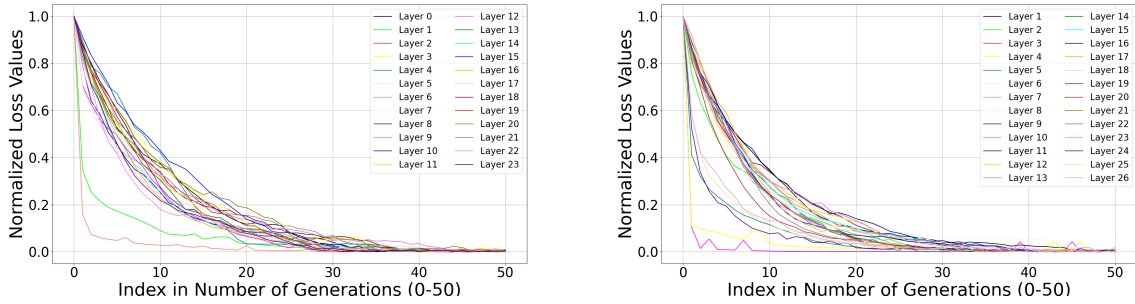 1.0
0.8
0.6
0.4
0.2
0.0
Normalized Loss Values
0
10
20
30
40
50
Index in Number of Generations (0-50)
Layer 0
Layer 1
Layer 2
Layer 3
Layer 4
Layer 5
Layer 6
Layer 7
Layer 8
Layer 9
Layer 10
Layer 11
Layer 12
Layer 13
Layer 14
Layer 15
Layer 16
Layer 17
Layer 18
Layer 19
Layer 20
Layer 21
Layer 22
Layer 23
1.0
0.8
0.6
0.4
0.2
0.0
Normalized Loss Values
0
10
20
30
40
50
Index in Number of Generations (0-50)
Layer 1
Layer 2
Layer 3
Layer 4
Layer 5
Layer 6
Layer 7
Layer 8
Layer 9
Layer 10
Layer 11
Layer 12
Layer 13
Layer 14
Layer 15
Layer 16
Layer 17
Layer 18
Layer 19
Layer 20
Layer 21
Layer 22
Layer 23
Layer 24
Layer 25
Layer 26